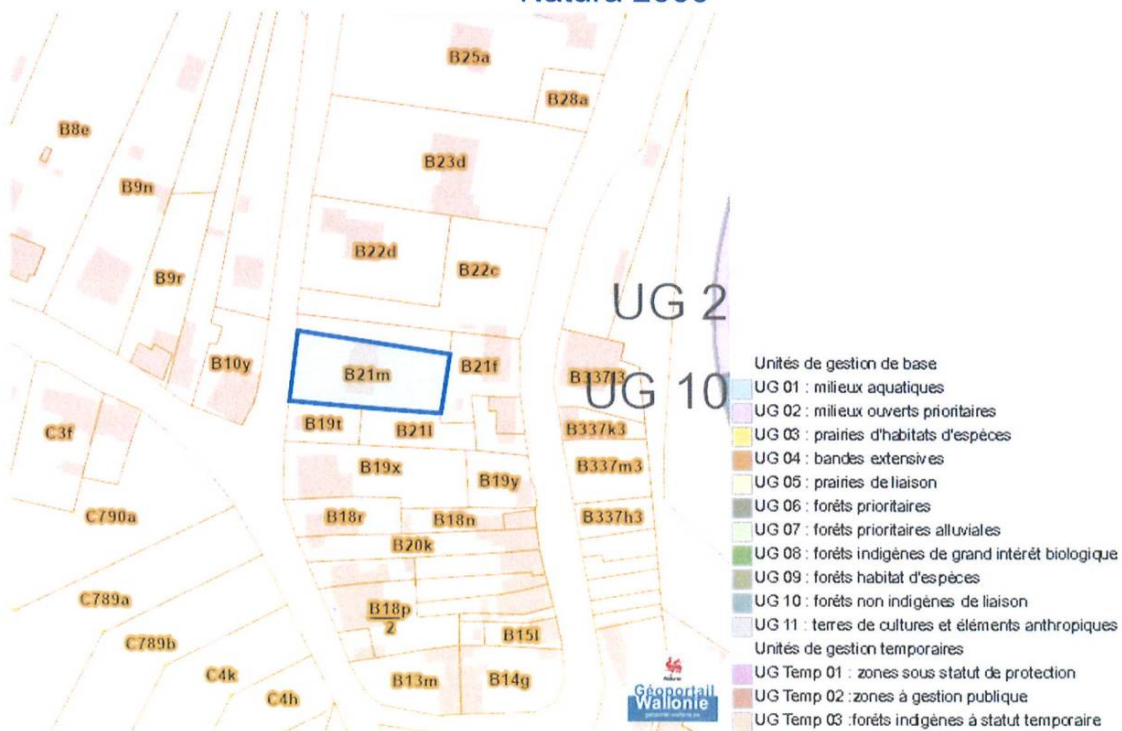 Natura 2000
B25a
B28a
B8e
B23d
B9n
B22d
B22c
B9r
UG 2
B10y
B21m
B21f
B337l3
UG 10
B19t
B21l
B337k3
C3f
B19x
B19y
B337m3
C790a
B18r
B18n
B337h3
B20k
C789a
B18p
2
B15l
C789b
C4k
C4h
B13m
B14g
Géoportail
Wallonie
Unités de gestion de base
UG 01 : milieux aquatiques
UG 02 : milieux ouverts prioritaires
UG 03 : prairies d'habitats d'espèces
UG 04 : bandes extensives
UG 05 : prairies de liaison
UG 06 : forêts prioritaires
UG 07 : forêts prioritaires alluviales
UG 08 : forêts indigènes de grand intérêt biologique
UG 09 : forêts habitat d'espèces
UG 10 : forêts non indigènes de liaison
UG 11 : terres de cultures et éléments anthropiques
Unités de gestion temporaires
UG Temp 01 : zones sous statut de protection
UG Temp 02 :zones à gestion publique
UG Temp 03 :forêts indigènes à statut temporaire